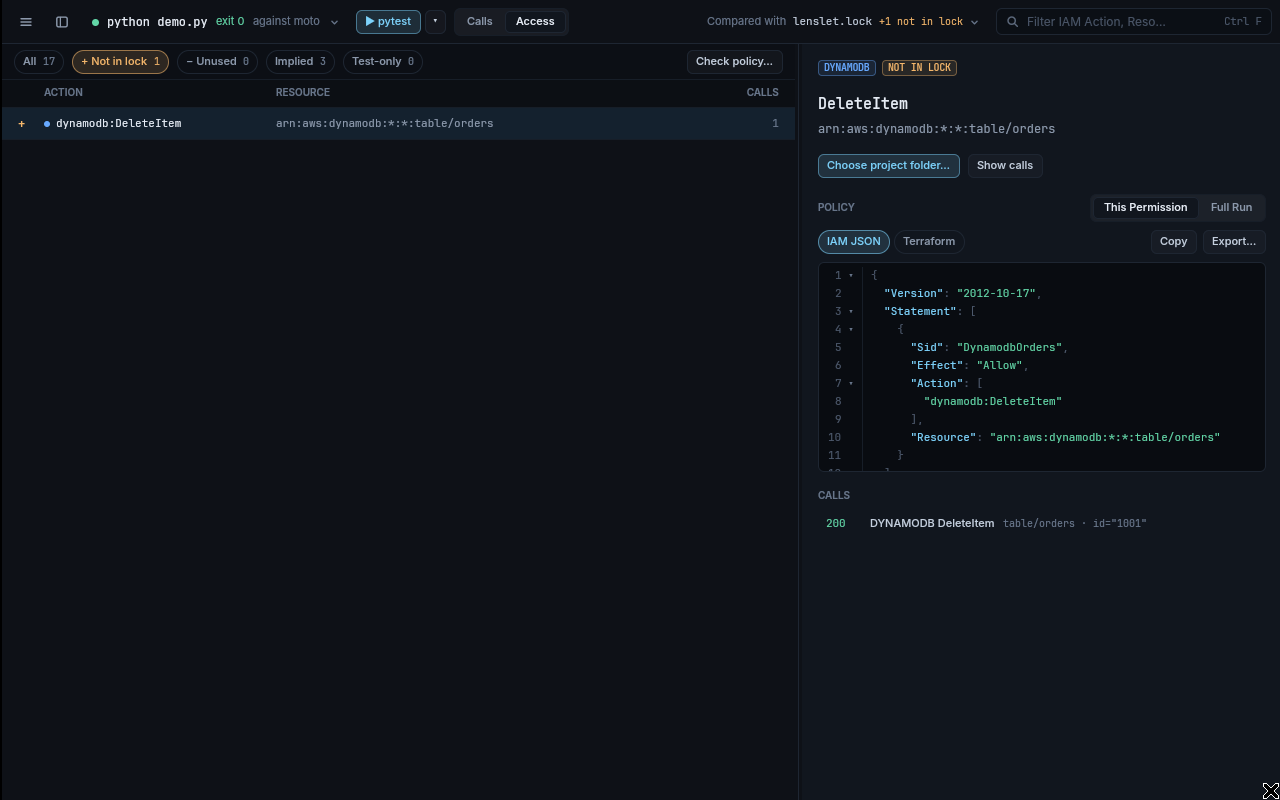 python demo.py exit 0 against moto
pytest
Calls Access
Compared with lenslet.lock +1 not in lock
Filter IAM Action, Reso... Ctrl F
All 17 + Not in lock 1 − Unused 0 Implied 3 Test-only 0 Check policy...
ACTION RESOURCE CALLS
+ dynamodb:DeleteItem arn:aws:dynamodb:*:*:table/orders 1
DYNAMODB NOT IN LOCK
DeleteItem
arn:aws:dynamodb:*:*:table/orders
Choose project folder... Show calls
POLICY This Permission Full Run
IAM JSON Terraform Copy Export...
1 {
2 "Version": "2012-10-17",
3 "Statement": [
4 {
5 "Sid": "DynamodbOrders",
6 "Effect": "Allow",
7 "Action": [
8 "dynamodb:DeleteItem"
9 ],
10 "Resource": "arn:aws:dynamodb:*:*:table/orders"
11 }
CALLS
200 DYNAMODB DeleteItem table/orders · id="1001"